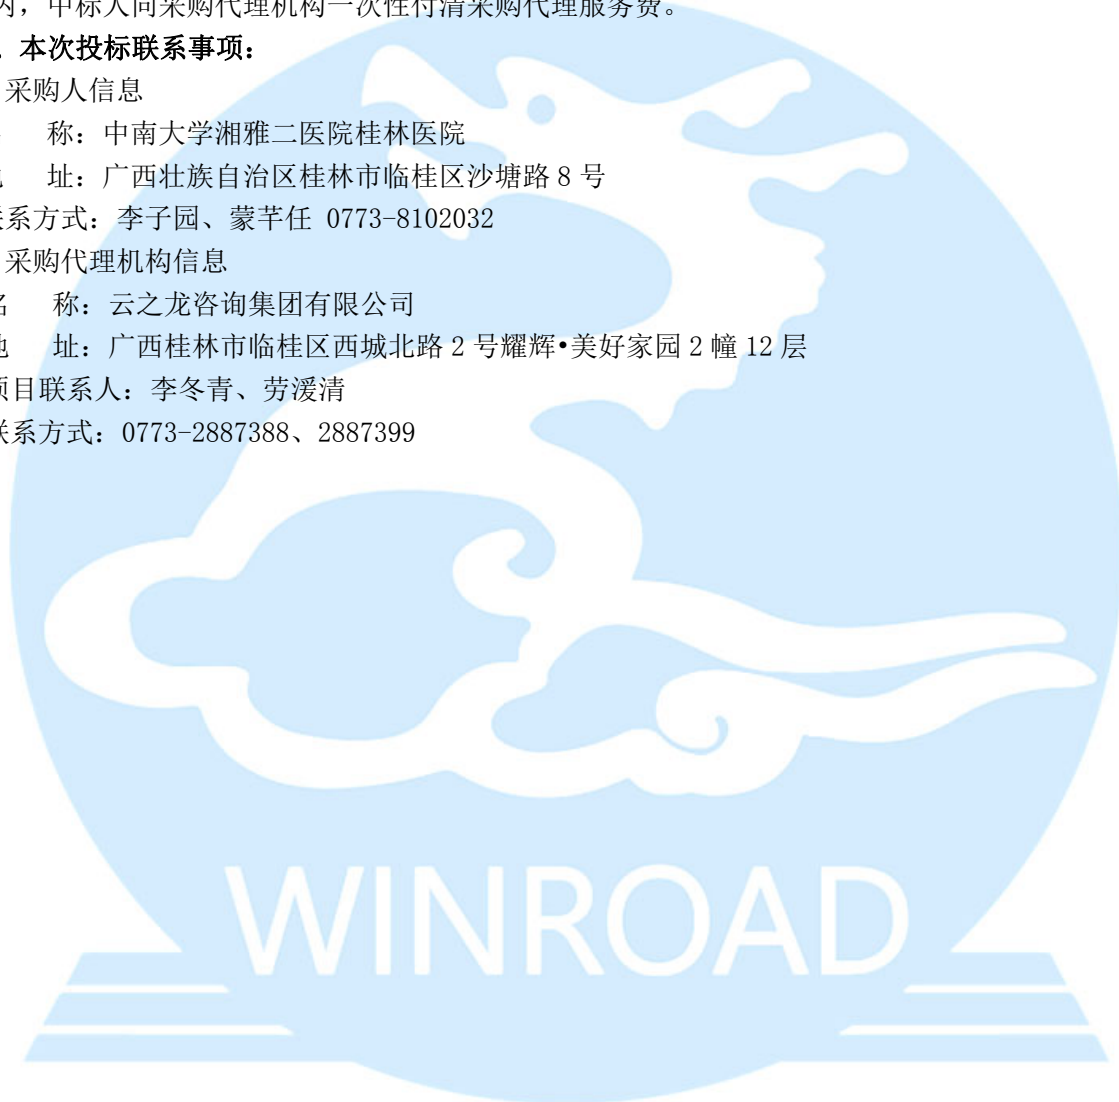 内，中标人向采购代理机构一次性付清采购代理服务费。
. 本次投标联系事项：
采购人信息
称：中南大学湘雅二医院桂林医院
地 址：广西壮族自治区桂林市临桂区沙塘路 8 号
联系方式：李子园、蒙芊任 0773-8102032
采购代理机构信息
名 称：云之龙咨询集团有限公司
地 址：广西桂林市临桂区西城北路 2 号耀辉•美好家园 2 幢 12 层
项目联系人：李冬青、劳湲清
联系方式：0773-2887388、2887399
WINROAD